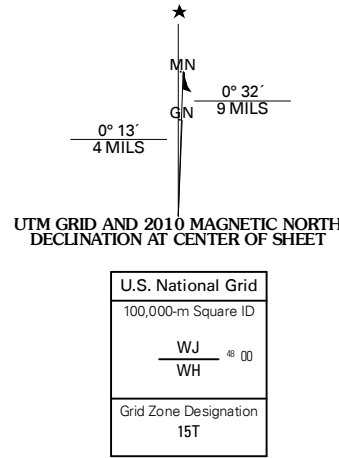 MN
GN
0° 32´
9 MILS
0° 13´
4 MILS
UTM GRID AND 2010 MAGNETIC NORTH
DECLINATION AT CENTER OF SHEET
U.S. National Grid
100,000-m Square ID
WJ
48 00
WH
Grid Zone Designation
15T